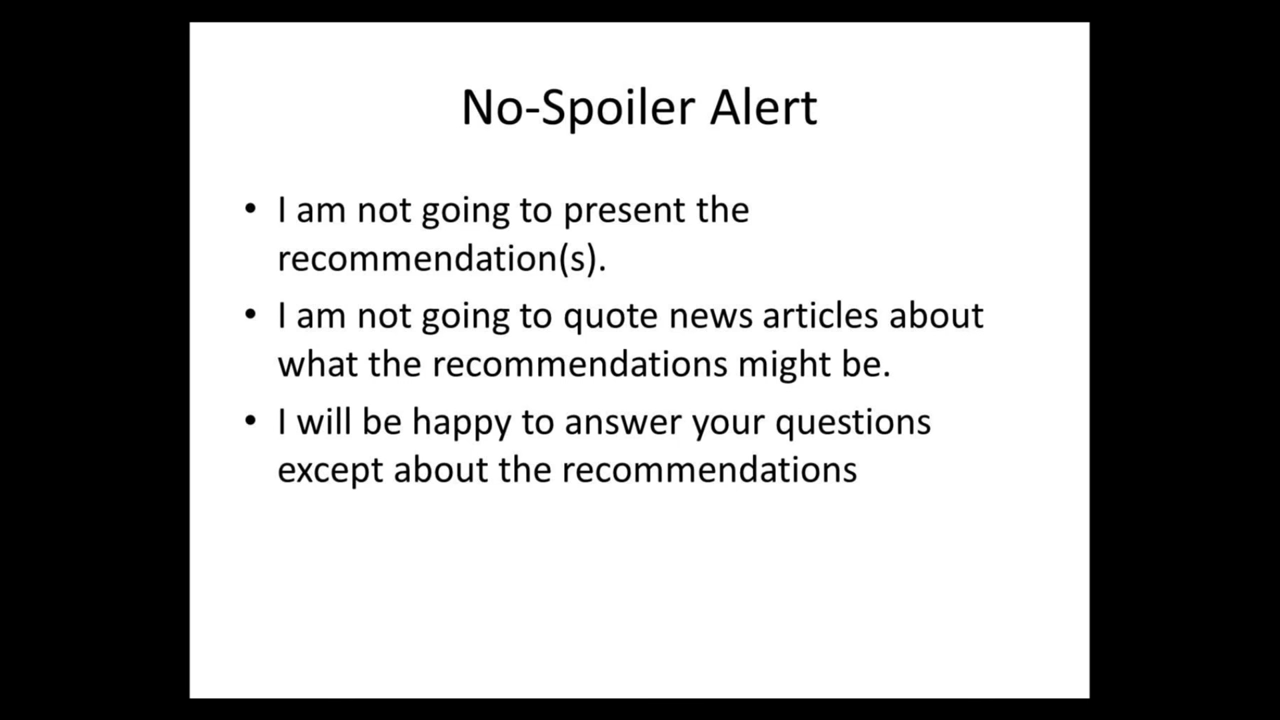 No-Spoiler Alert
• I am not going to present the
recommendation(s).
• I am not going to quote news articles about
what the recommendations might be.
• I will be happy to answer your questions
except about the recommendations